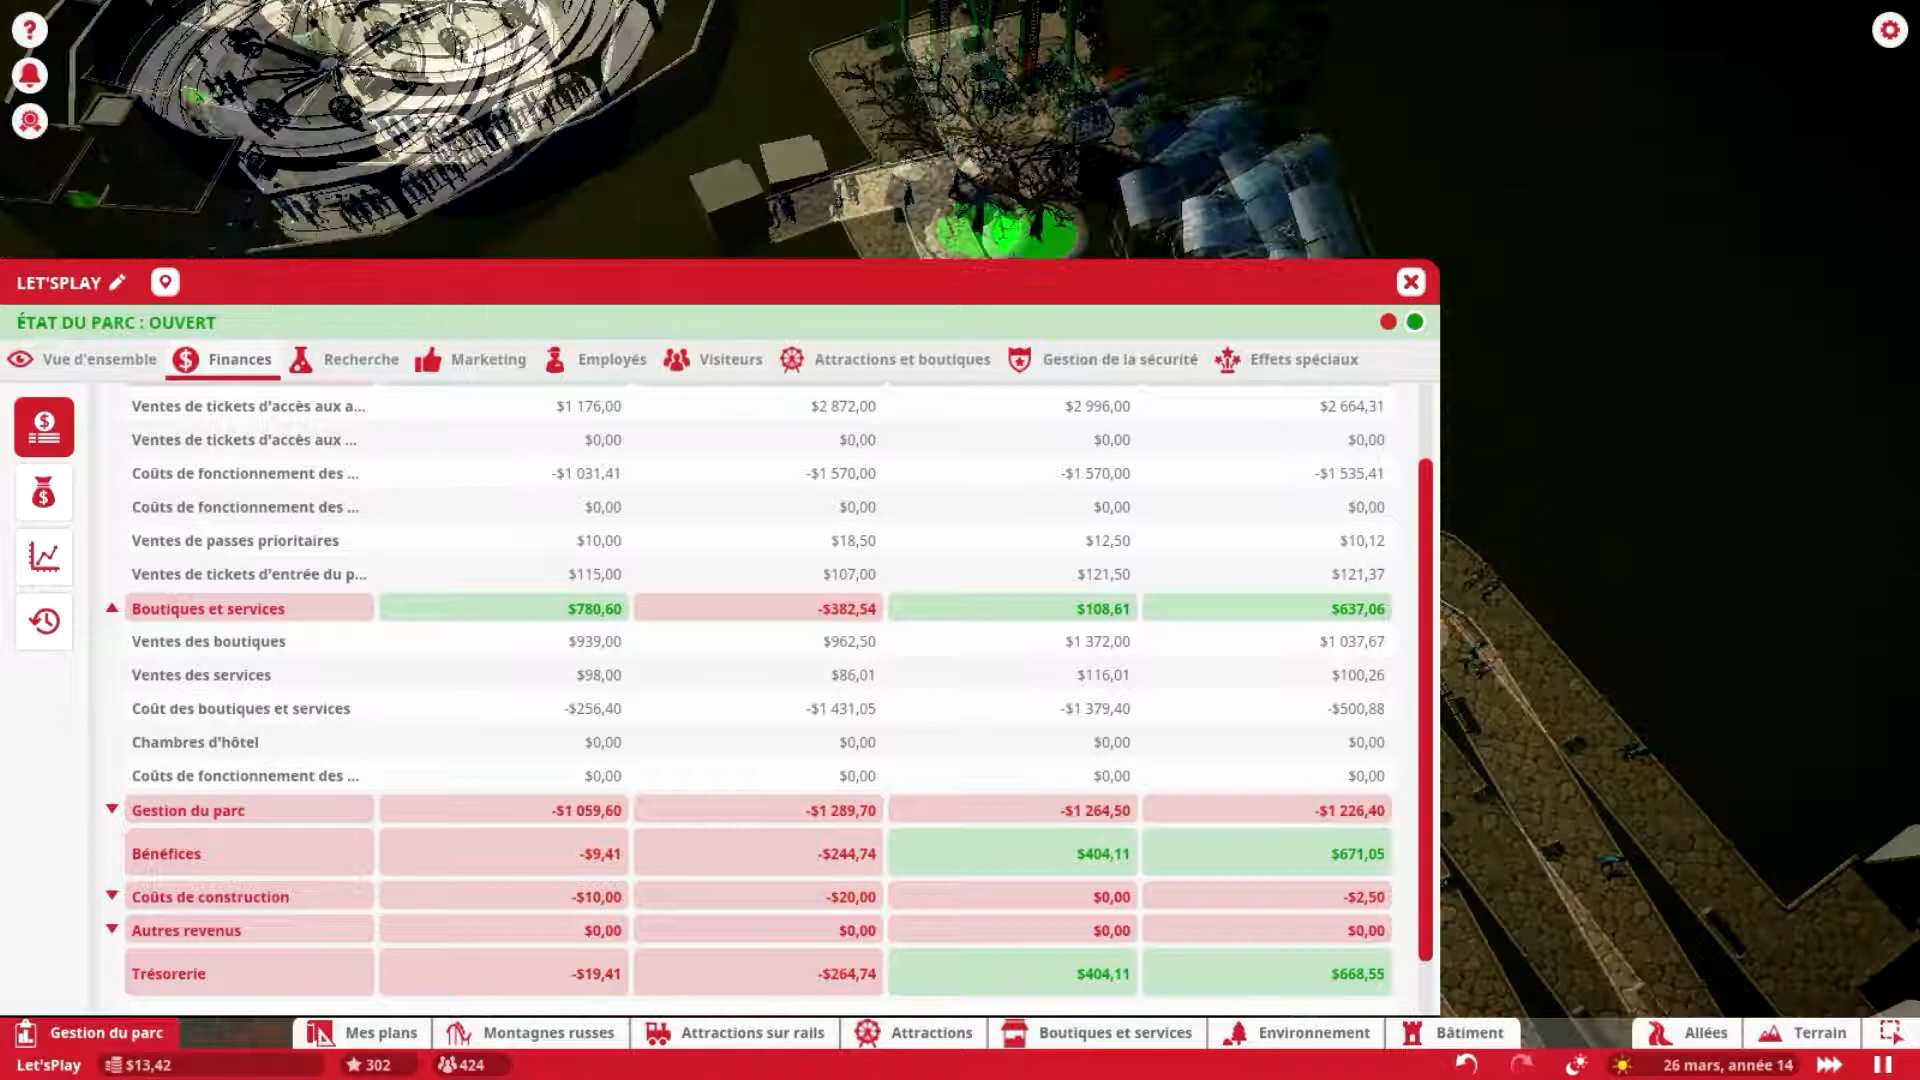 LET'SPLAY
ÉTAT DU PARC : OUVERT
Vue d'ensemble Finances Recherche Marketing Employés Visiteurs Attractions et boutiques Gestion de la sécurité Effets spéciaux
Ventes de tickets d'accès aux a... $1 176,00 $2 872,00 $2 996,00 $2 664,31
Ventes de tickets d'accès aux ... $0,00 $0,00 $0,00 $0,00
Coûts de fonctionnement des ... -$1 031,41 -$1 570,00 -$1 570,00 -$1 535,41
Coûts de fonctionnement des ... $0,00 $0,00 $0,00 $0,00
Ventes de passes prioritaires $10,00 $18,50 $12,50 $10,12
Ventes de tickets d'entrée du p... $115,00 $107,00 $121,50 $121,37
Boutiques et services $780,60 -$382,54 $108,61 $637,06
Ventes des boutiques $939,00 $962,50 $1 372,00 $1 037,67
Ventes des services $98,00 $86,01 $116,01 $100,26
Coût des boutiques et services -$256,40 -$1 431,05 -$1 379,40 -$500,88
Chambres d'hôtel $0,00 $0,00 $0,00 $0,00
Coûts de fonctionnement des ... $0,00 $0,00 $0,00 $0,00
Gestion du parc -$1 059,60 -$1 289,70 -$1 264,50 -$1 226,40
Bénéfices -$9,41 -$244,74 $404,11 $671,05
Coûts de construction -$10,00 -$20,00 $0,00 -$2,50
Autres revenus $0,00 $0,00 $0,00 $0,00
Trésorerie -$19,41 -$264,74 $404,11 $668,55
Gestion du parc Mes plans Montagnes russes Attractions sur rails Attractions Boutiques et services Environnement Bâtiment Allées Terrain
Let'sPlay $13,42 302 424 26 mars, année 14